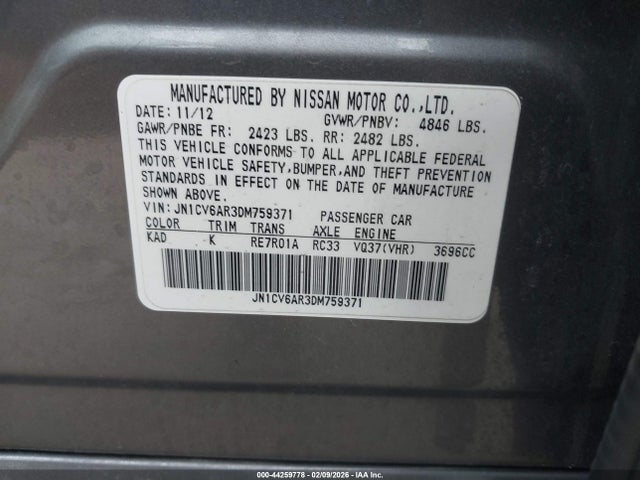 MANUFACTURED BY NISSAN MOTOR CO.,LTD.
DATE: 11/12 GVWR/PNBV: 4846 LBS.
GAWR/PNBE FR: 2423 LBS. RR: 2482 LBS.
THIS VEHICLE CONFORMS TO ALL APPLICABLE FEDERAL
MOTOR VEHICLE SAFETY,BUMPER,AND THEFT PREVENTION
STANDARDS IN EFFECT ON THE DATE OF MANUFACTURE
SHOWN ABOVE.
VIN: JN1CV6AR3DM759371 PASSENGER CAR
COLOR TRIM TRANS AXLE ENGINE
KAD K RE7R01A RC33 VQ37(VHR) 3696CC
JN1CV6AR3DM759371
000-44259778 - 02/09/2026 - IAA Inc. (C)